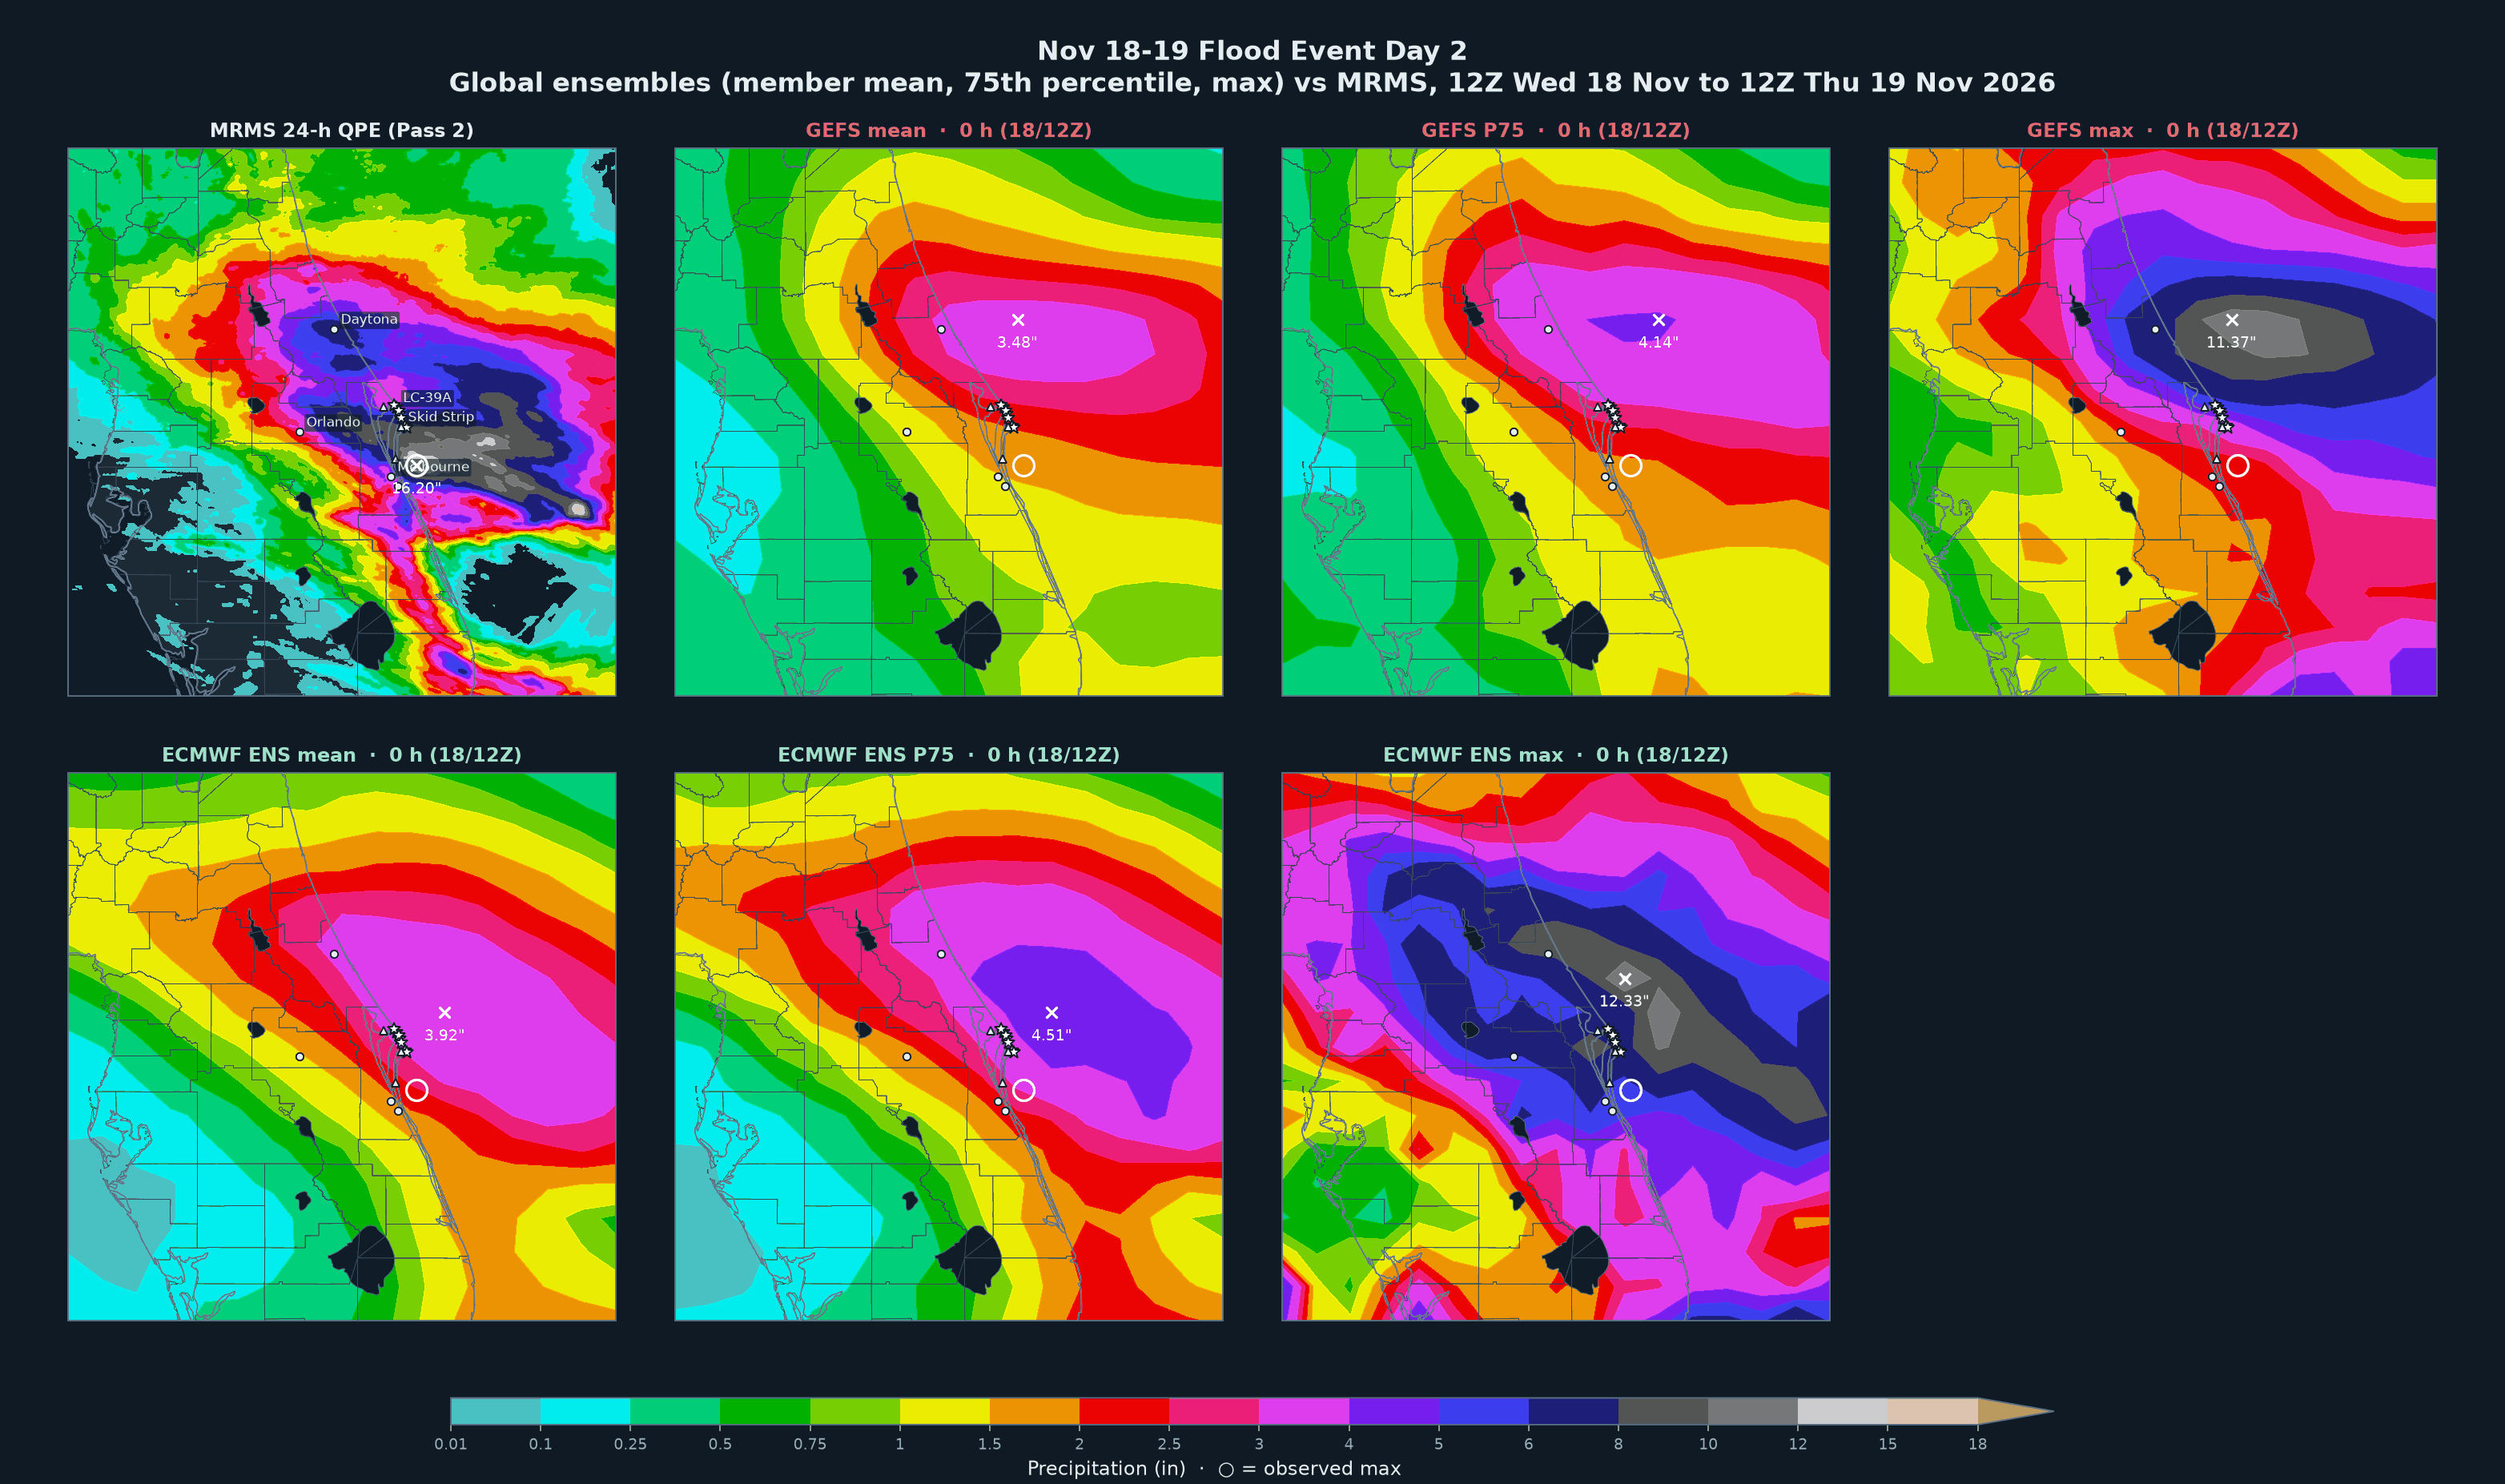 Nov 18-19 Flood Event Day 2
Global ensembles (member mean, 75th percentile, max) vs MRMS, 12Z Wed 18 Nov to 12Z Thu 19 Nov 2026
MRMS 24-h QPE (Pass 2)
GEFS mean · 0 h (18/12Z)
GEFS P75 · 0 h (18/12Z)
GEFS max · 0 h (18/12Z)
Daytona
LC-39A
Skid Strip
Orlando
16.20"
3.48"
4.14"
11.37"
ECMWF ENS mean · 0 h (18/12Z)
ECMWF ENS P75 · 0 h (18/12Z)
ECMWF ENS max · 0 h (18/12Z)
3.92"
4.51"
12.33"
0.01 0.1 0.25 0.5 0.75 1 1.5 2 2.5 3 4 5 6 8 10 12 15 18
Precipitation (in) · ○ = observed max